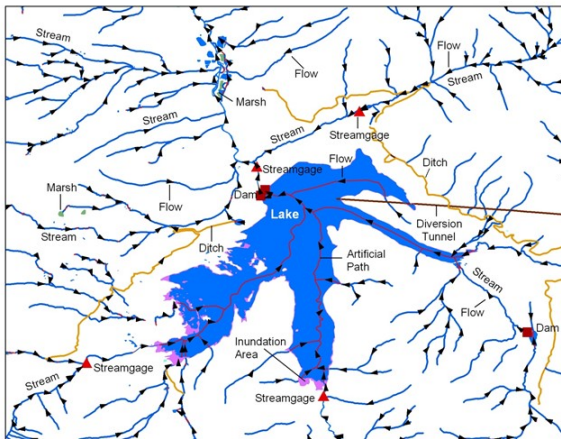 Stream
Flow
Flow
Stream
Marsh
Stream
Stream
Streamgage
Streamgage
Flow
Ditch
Marsh
Flow
Dam
Lake
Stream
Ditch
Diversion
Tunnel
Artificial
Path
Stream
Flow
Dam
Inundation
Area
Streamgage
Stream
Streamgage